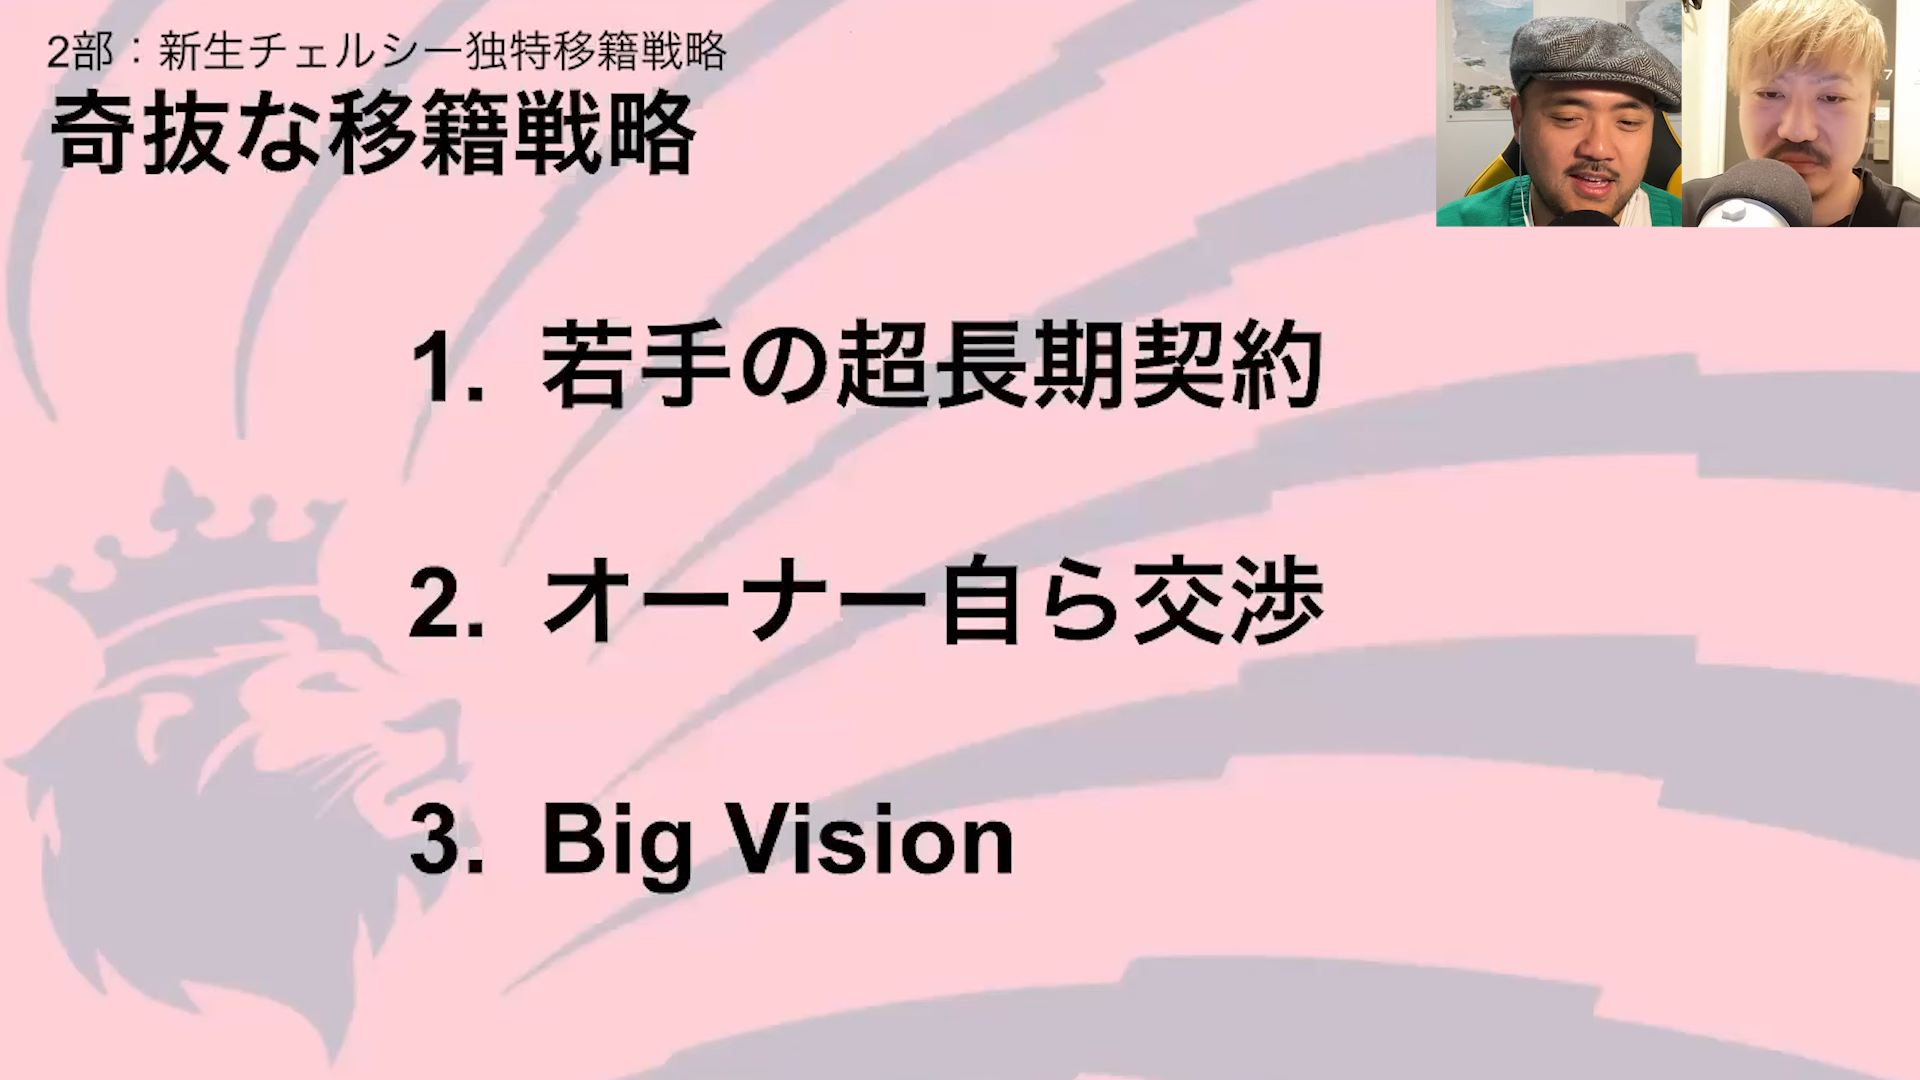 2部：新生チェルシー独特移籍戦略
奇抜な移籍戦略
1. 若手の超長期契約
2. オーナー自ら交渉
3. Big Vision
7